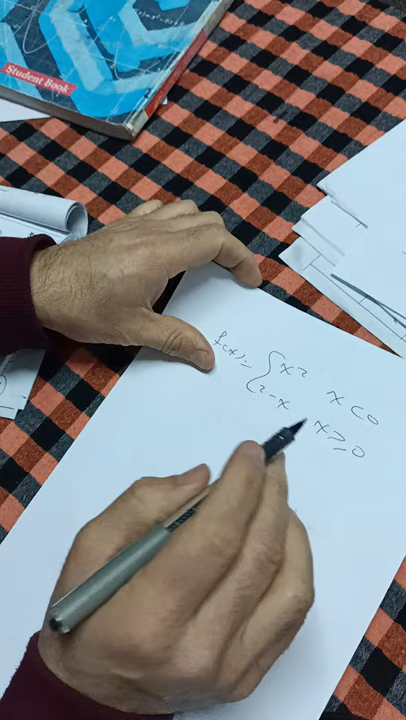 Student Book
f(x)= { x² x<0
2-x x≥0